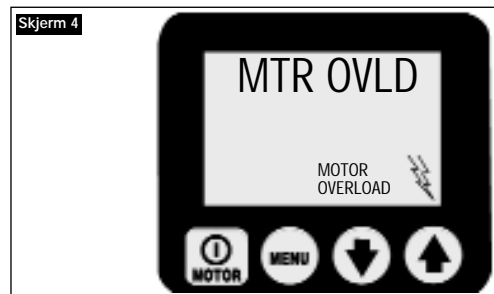 Skjerm 4
MTR OVLD
MOTOR
OVERLOAD
MOTOR
MENU